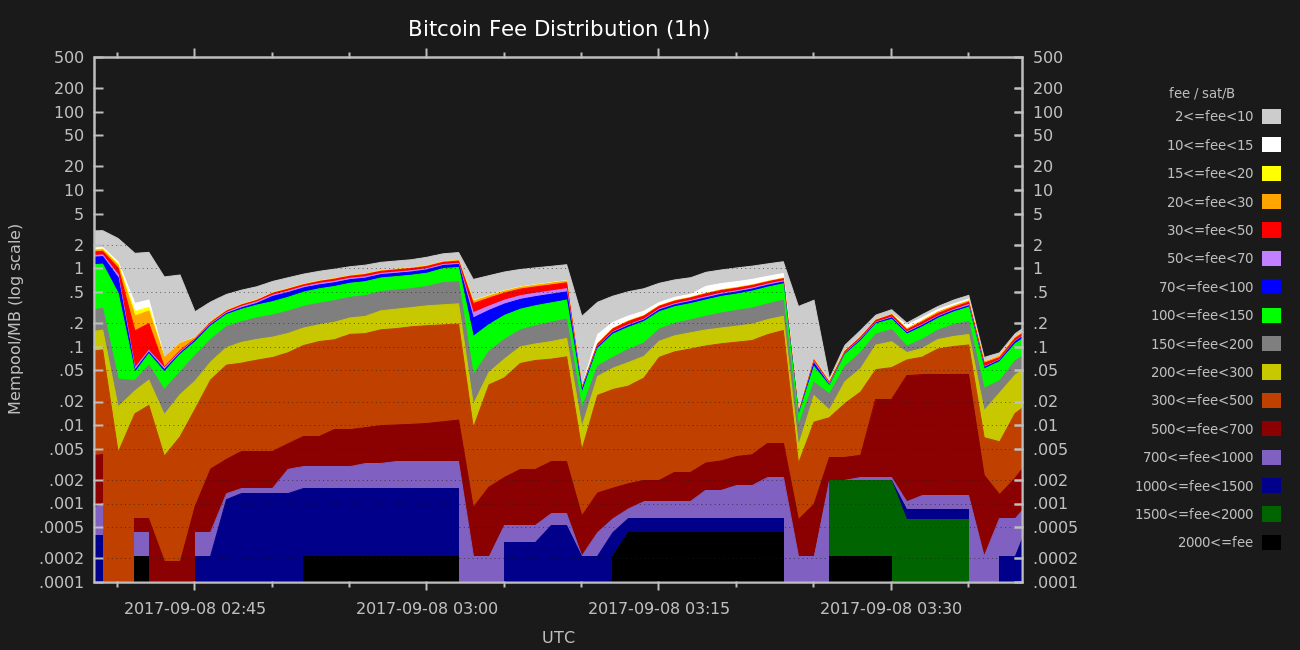 Bitcoin Fee Distribution (1h)
Mempool/MB (log scale)
500
200
100
50
20
10
5
2
1
.5
.2
.1
.05
.02
.01
.005
.002
.001
.0005
.0002
.0001
500
200
100
50
20
10
5
2
1
.5
.2
.1
.05
.02
.01
.005
.002
.001
.0005
.0002
.0001
2017-09-08 02:45
2017-09-08 03:00
2017-09-08 03:15
2017-09-08 03:30
UTC
fee / sat/B
2<=fee<10
10<=fee<15
15<=fee<20
20<=fee<30
30<=fee<50
50<=fee<70
70<=fee<100
100<=fee<150
150<=fee<200
200<=fee<300
300<=fee<500
500<=fee<700
700<=fee<1000
1000<=fee<1500
1500<=fee<2000
2000<=fee